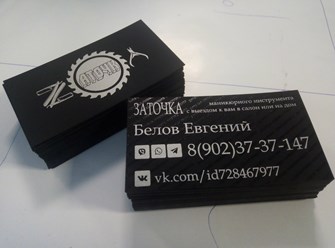 ZАТОЧИ
маникюрного инструмента
ЗАТОЧКА с выездом к вам в салон или на дом
Белов Евгений
8(902)37-37-147
vk.com/id728467977